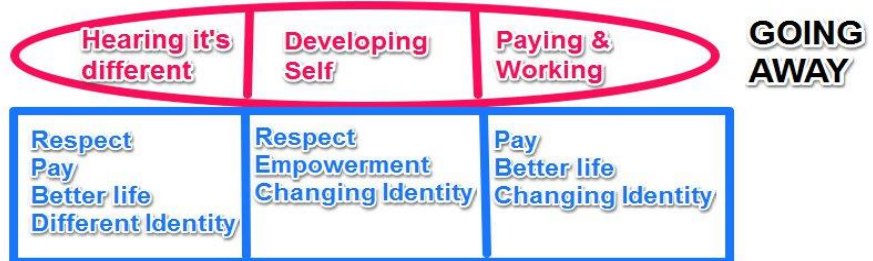 Hearing it's
different
Developing
Self
Paying &
Working
GOING
AWAY
Respect
Pay
Better life
Different Identity
Respect
Empowerment
Changing Identity
Pay
Better life
Changing Identity